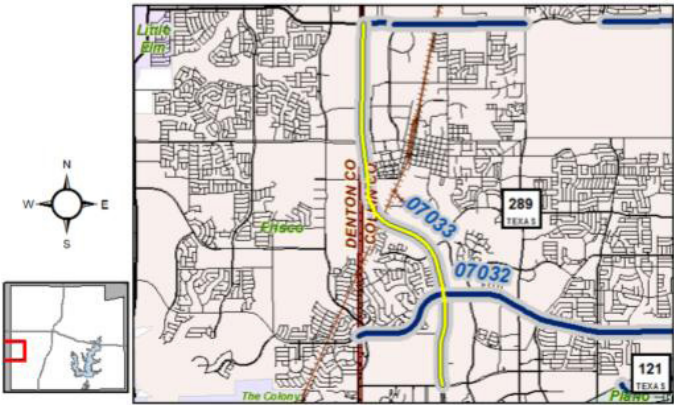 Little
Elm
N
W
E
S
DENTON CO
COLLIN CO
Frisco
07033
289
TEXAS
07032
121
TEXAS
The Colony
Plano